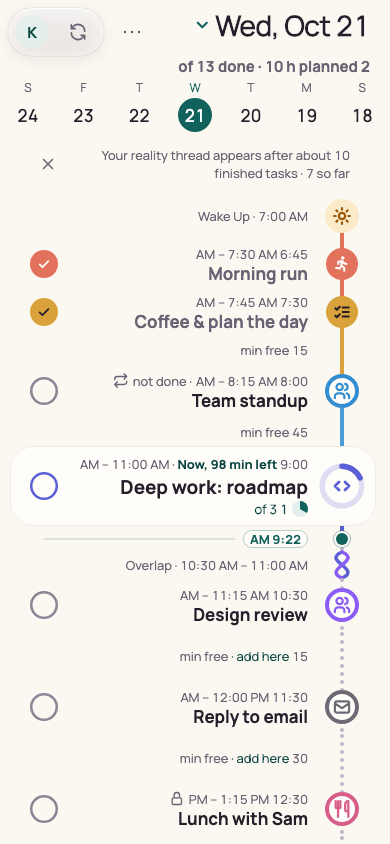 K
...
Wed, Oct 21
of 13 done · 10 h planned 2
S F T W T M S
24 23 22 21 20 19 18
Your reality thread appears after about 10
finished tasks · 7 so far
Wake Up · 7:00 AM
AM – 7:30 AM 6:45
Morning run
AM – 7:45 AM 7:30
Coffee & plan the day
min free 15
not done · AM – 8:15 AM 8:00
Team standup
min free 45
AM – 11:00 AM · Now, 98 min left 9:00
Deep work: roadmap
of 3 1
AM 9:22
Overlap · 10:30 AM – 11:00 AM
AM – 11:15 AM 10:30
Design review
min free · add here 15
AM – 12:00 PM 11:30
Reply to email
min free · add here 30
PM – 1:15 PM 12:30
Lunch with Sam